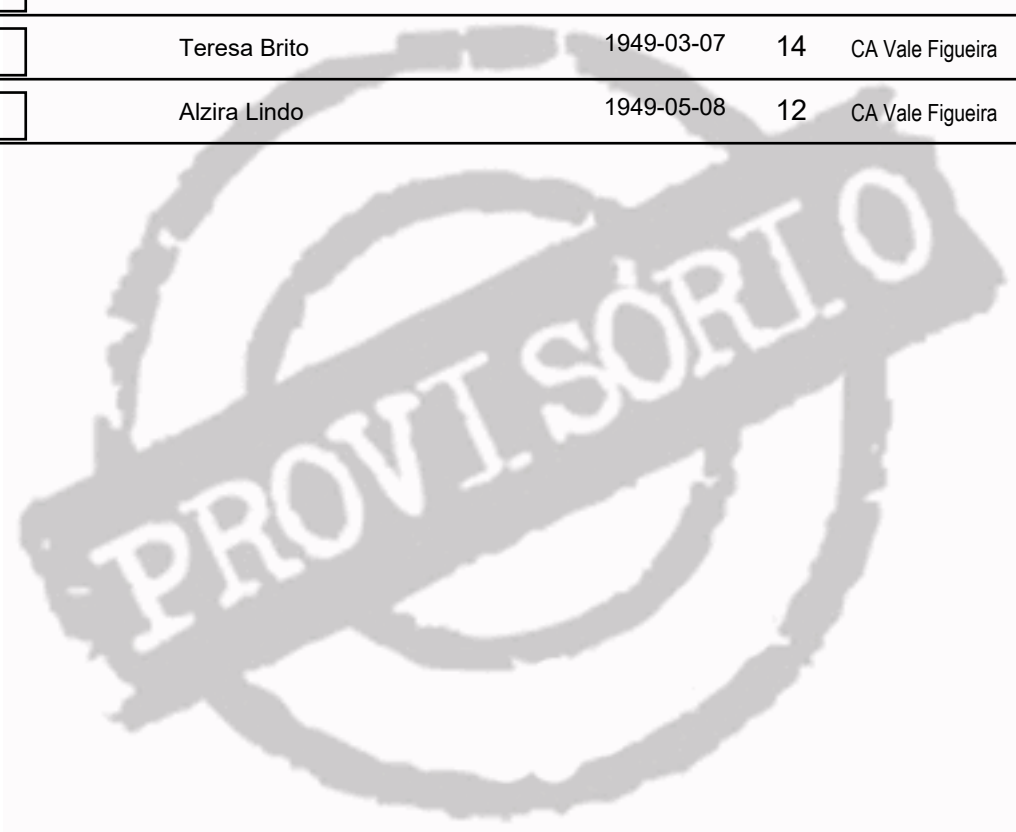 Teresa Brito 1949-03-07 14 CA Vale Figueira
Alzira Lindo 1949-05-08 12 CA Vale Figueira
PROVISÓRIO